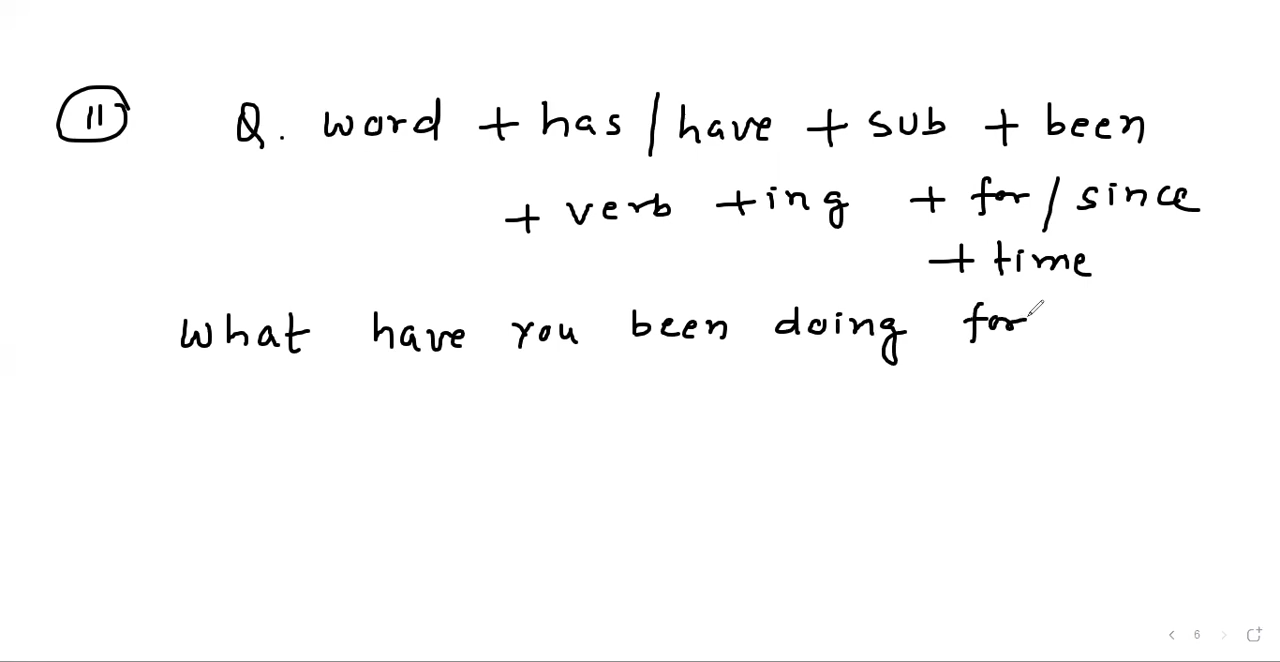 11 Q. word + has / have + sub + been
+ verb + ing + for / since
+ time
What have you been doing for
6